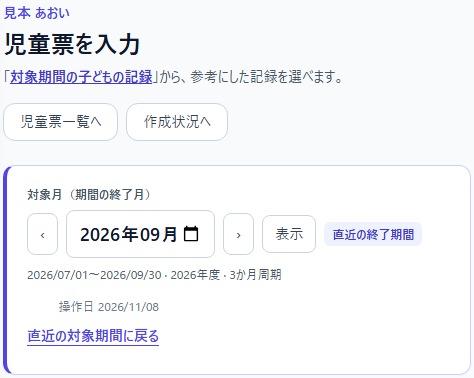 見本 あおい
児童票を入力
「対象期間の子どもの記録」から、参考にした記録を選べます。
児童票一覧へ 作成状況へ
対象月（期間の終了月）
‹ 2026年09月 › 表示 直近の終了期間
2026/07/01〜2026/09/30・2026年度・3か月周期
操作日 2026/11/08
直近の対象期間に戻る